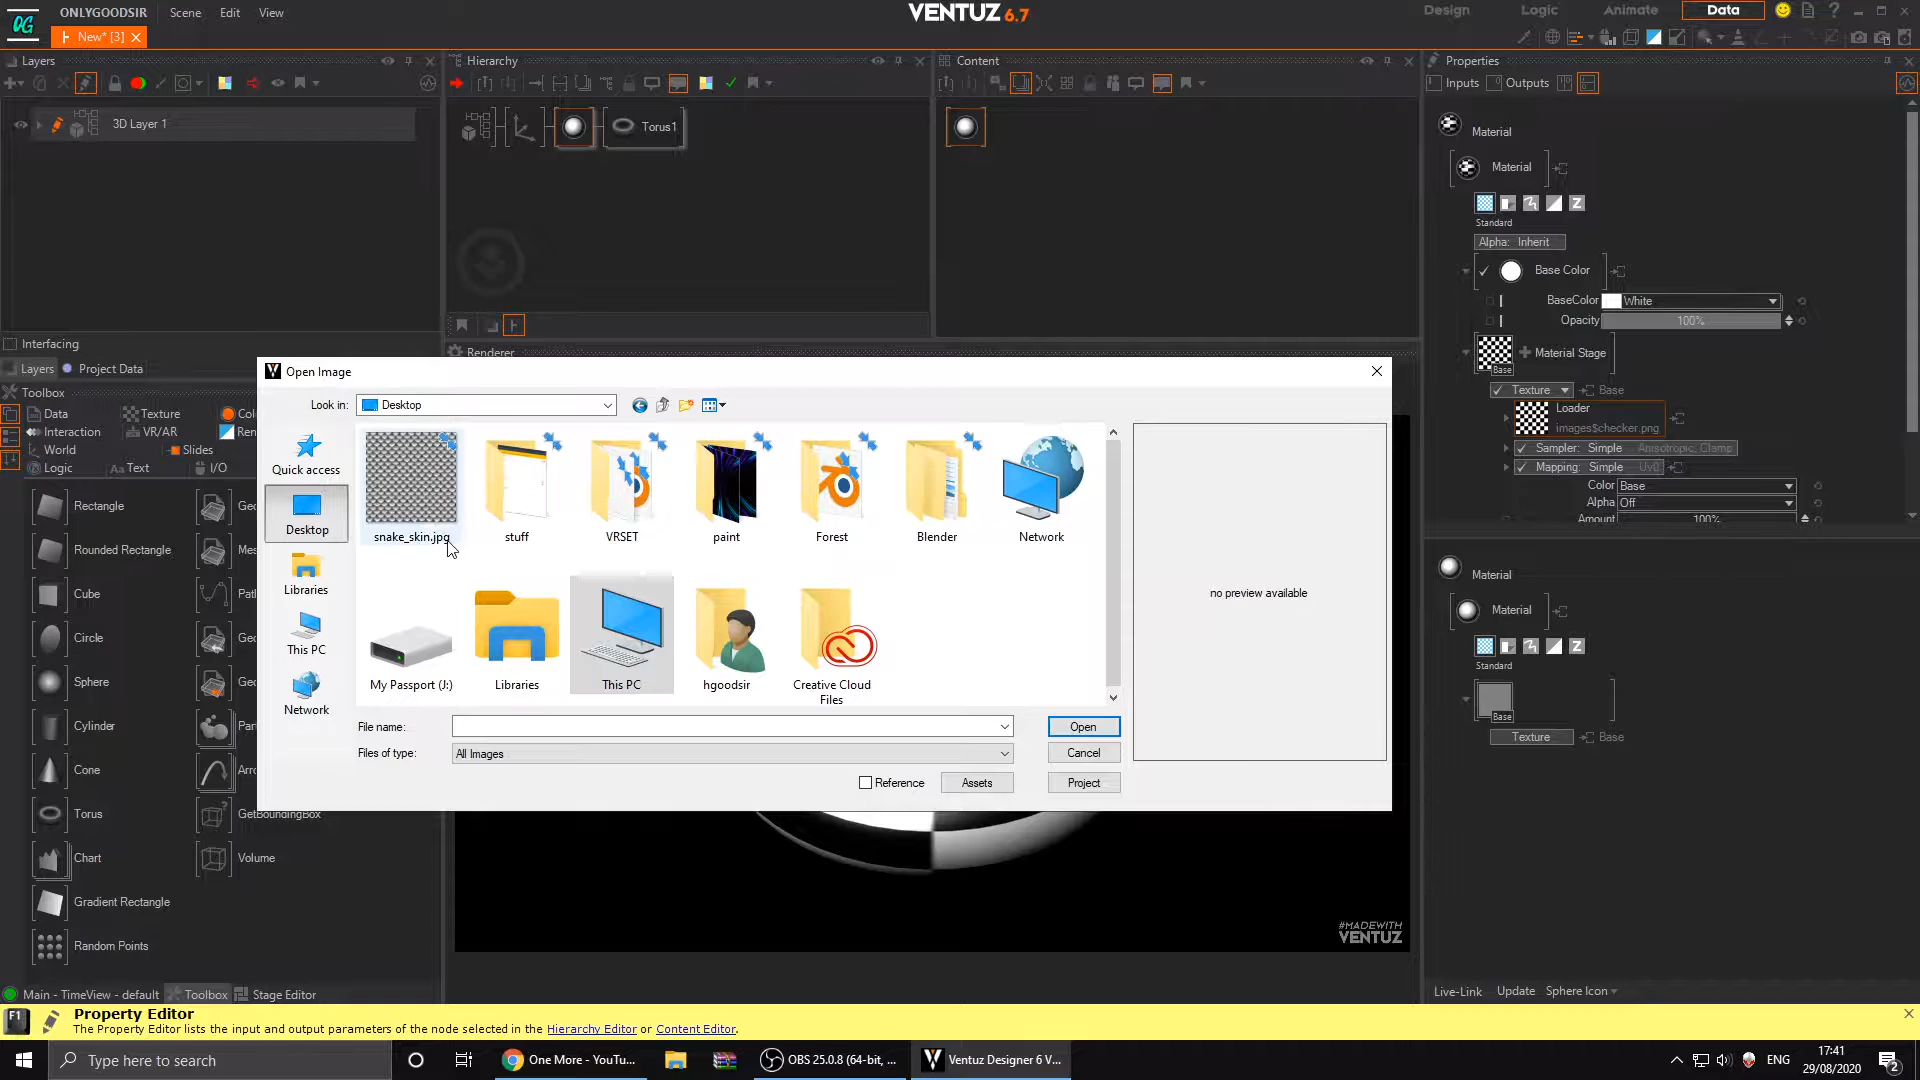 ONLYGOODSIR
Scene
Edit
View
VENTUZ 6.7
Design
Logic
Animate
Data
New* [3]
Layers
Hierarchy
Content
Properties
Inputs
Outputs
3D Layer 1
Torus1
Material
Material
Standard
Alpha: Inherit
Base Color
BaseColor
White
Opacity
100%
Material Stage
Base
Texture
Base
Loader
images$checker.png
Sampler: Simple
Anisotropic, Clamp
Mapping: Simple
Uv0
Color
Base
Alpha
Off
Amount
100%
Interfacing
Layers
Project Data
Renderer
Toolbox
Data
Texture
Interaction
VR/AR
World
Slides
Logic
Text
I/O
Rectangle
Rounded Rectangle
Cube
Circle
Sphere
Cylinder
Cone
Torus
GetBoundingBox
Chart
Volume
Gradient Rectangle
Random Points
Open Image
Look in:
Desktop
Quick access
Desktop
Libraries
This PC
Network
snake_skin.jpg
stuff
VRSET
paint
Forest
Blender
Network
My Passport (J:)
Libraries
This PC
hgoodsir
Creative Cloud
Files
File name:
Open
Files of type:
All Images
Cancel
Reference
Assets
Project
no preview available
Material
Material
Standard
Base
Texture
Base
#MADEWITH
VENTUZ
Main - TimeView - default
Toolbox
Stage Editor
Live-Link
Update
Sphere Icon
F1
Property Editor
The Property Editor lists the input and output parameters of the node selected in the Hierarchy Editor or Content Editor.
Type here to search
One More - YouTu...
OBS 25.0.8 (64-bit, ...
Ventuz Designer 6 V...
ENG
17:41
29/08/2020
2